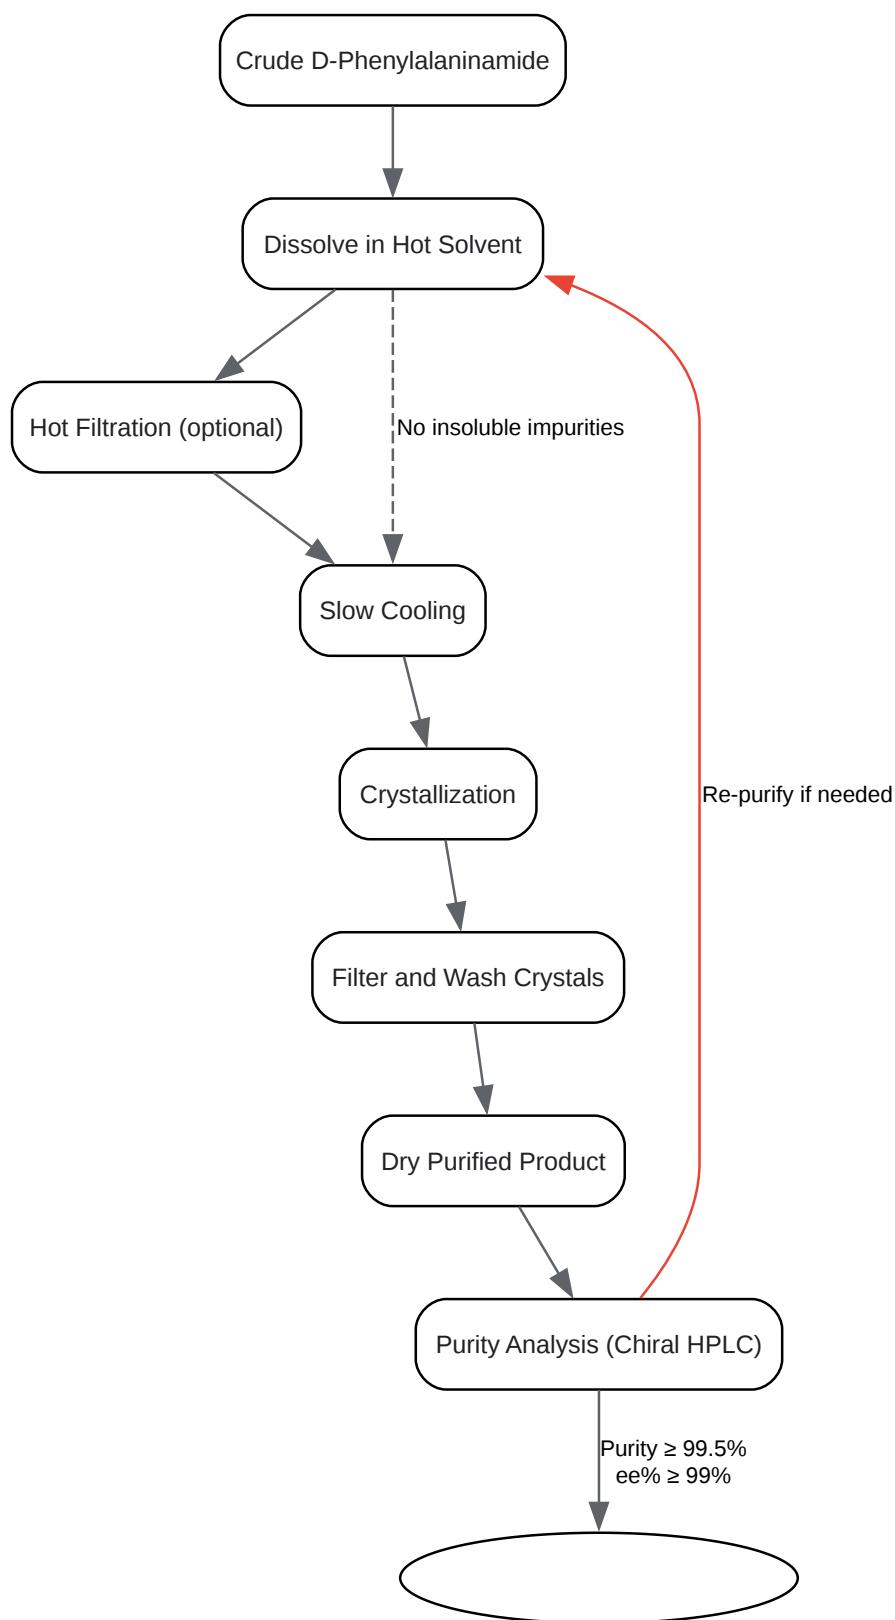 Crude D-Phenylalaninamide
Dissolve in Hot Solvent
Hot Filtration (optional)
No insoluble impurities
Slow Cooling
Crystallization
Re-purify if needed
Filter and Wash Crystals
Dry Purified Product
Purity Analysis (Chiral HPLC)
Purity ≥ 99.5%
ee% ≥ 99%